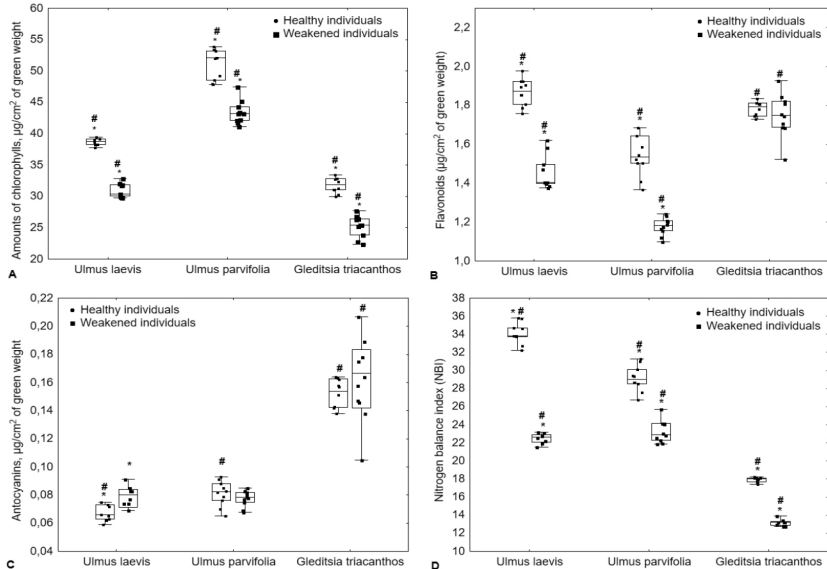 Amounts of chlorophylls, µg/cm² of green weight
60
55
50
45
40
35
30
25
20
Healthy individuals
Weakened individuals
#
*
#
*
#
*
#
*
#
*
#
*
A
Ulmus laevis
Ulmus parvifolia
Gleditsia triacanthos
Flavonoids (µg/cm² of green weight)
2,2
2,0
1,8
1,6
1,4
1,2
1,0
Healthy individuals
Weakened individuals
#
*
#
*
#
*
#
*
#
#
B
Ulmus laevis
Ulmus parvifolia
Gleditsia triacanthos
Antocyanins, µg/cm² of green weight
0,22
0,20
0,18
0,16
0,14
0,12
0,10
0,08
0,06
0,04
Healthy individuals
Weakened individuals
#
*
*
#
#
#
C
Ulmus laevis
Ulmus parvifolia
Gleditsia triacanthos
Nitrogen balance index (NBI)
38
36
34
32
30
28
26
24
22
20
18
16
14
12
10
Healthy individuals
Weakened individuals
* #
#
*
#
*
#
*
#
*
#
*
D
Ulmus laevis
Ulmus parvifolia
Gleditsia triacanthos